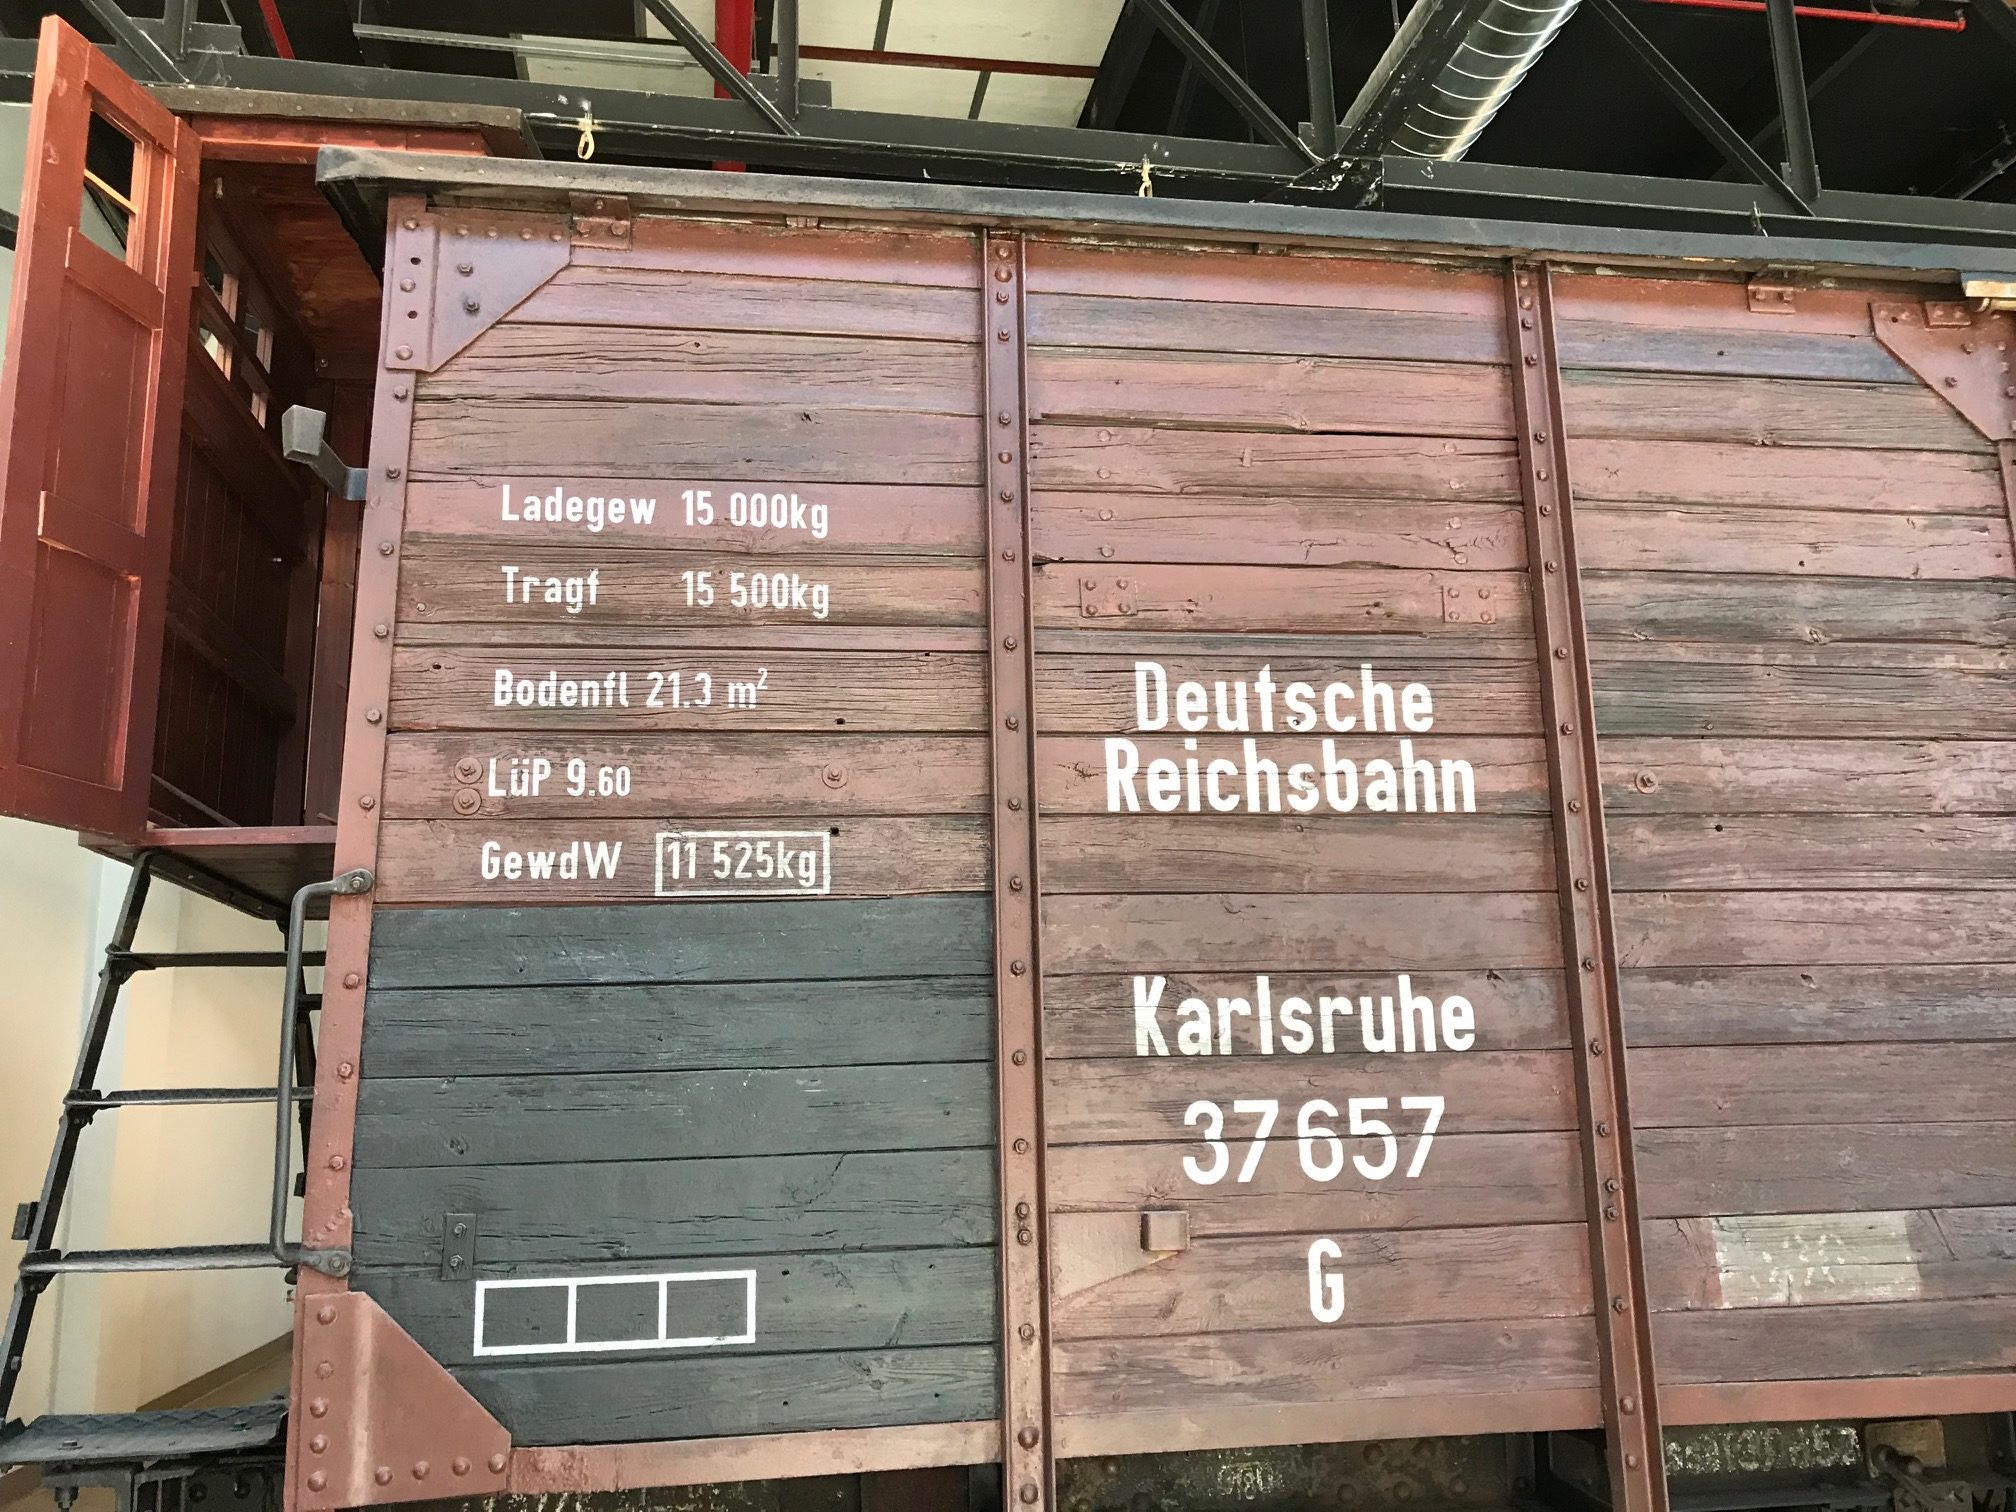 Ladegew 15 000kg
Tragf 15 500kg
Bodenfl 21.3 m²
LüP 9.60
GewdW 11 525kg
Deutsche
Reichsbahn
Karlsruhe
37 657
G